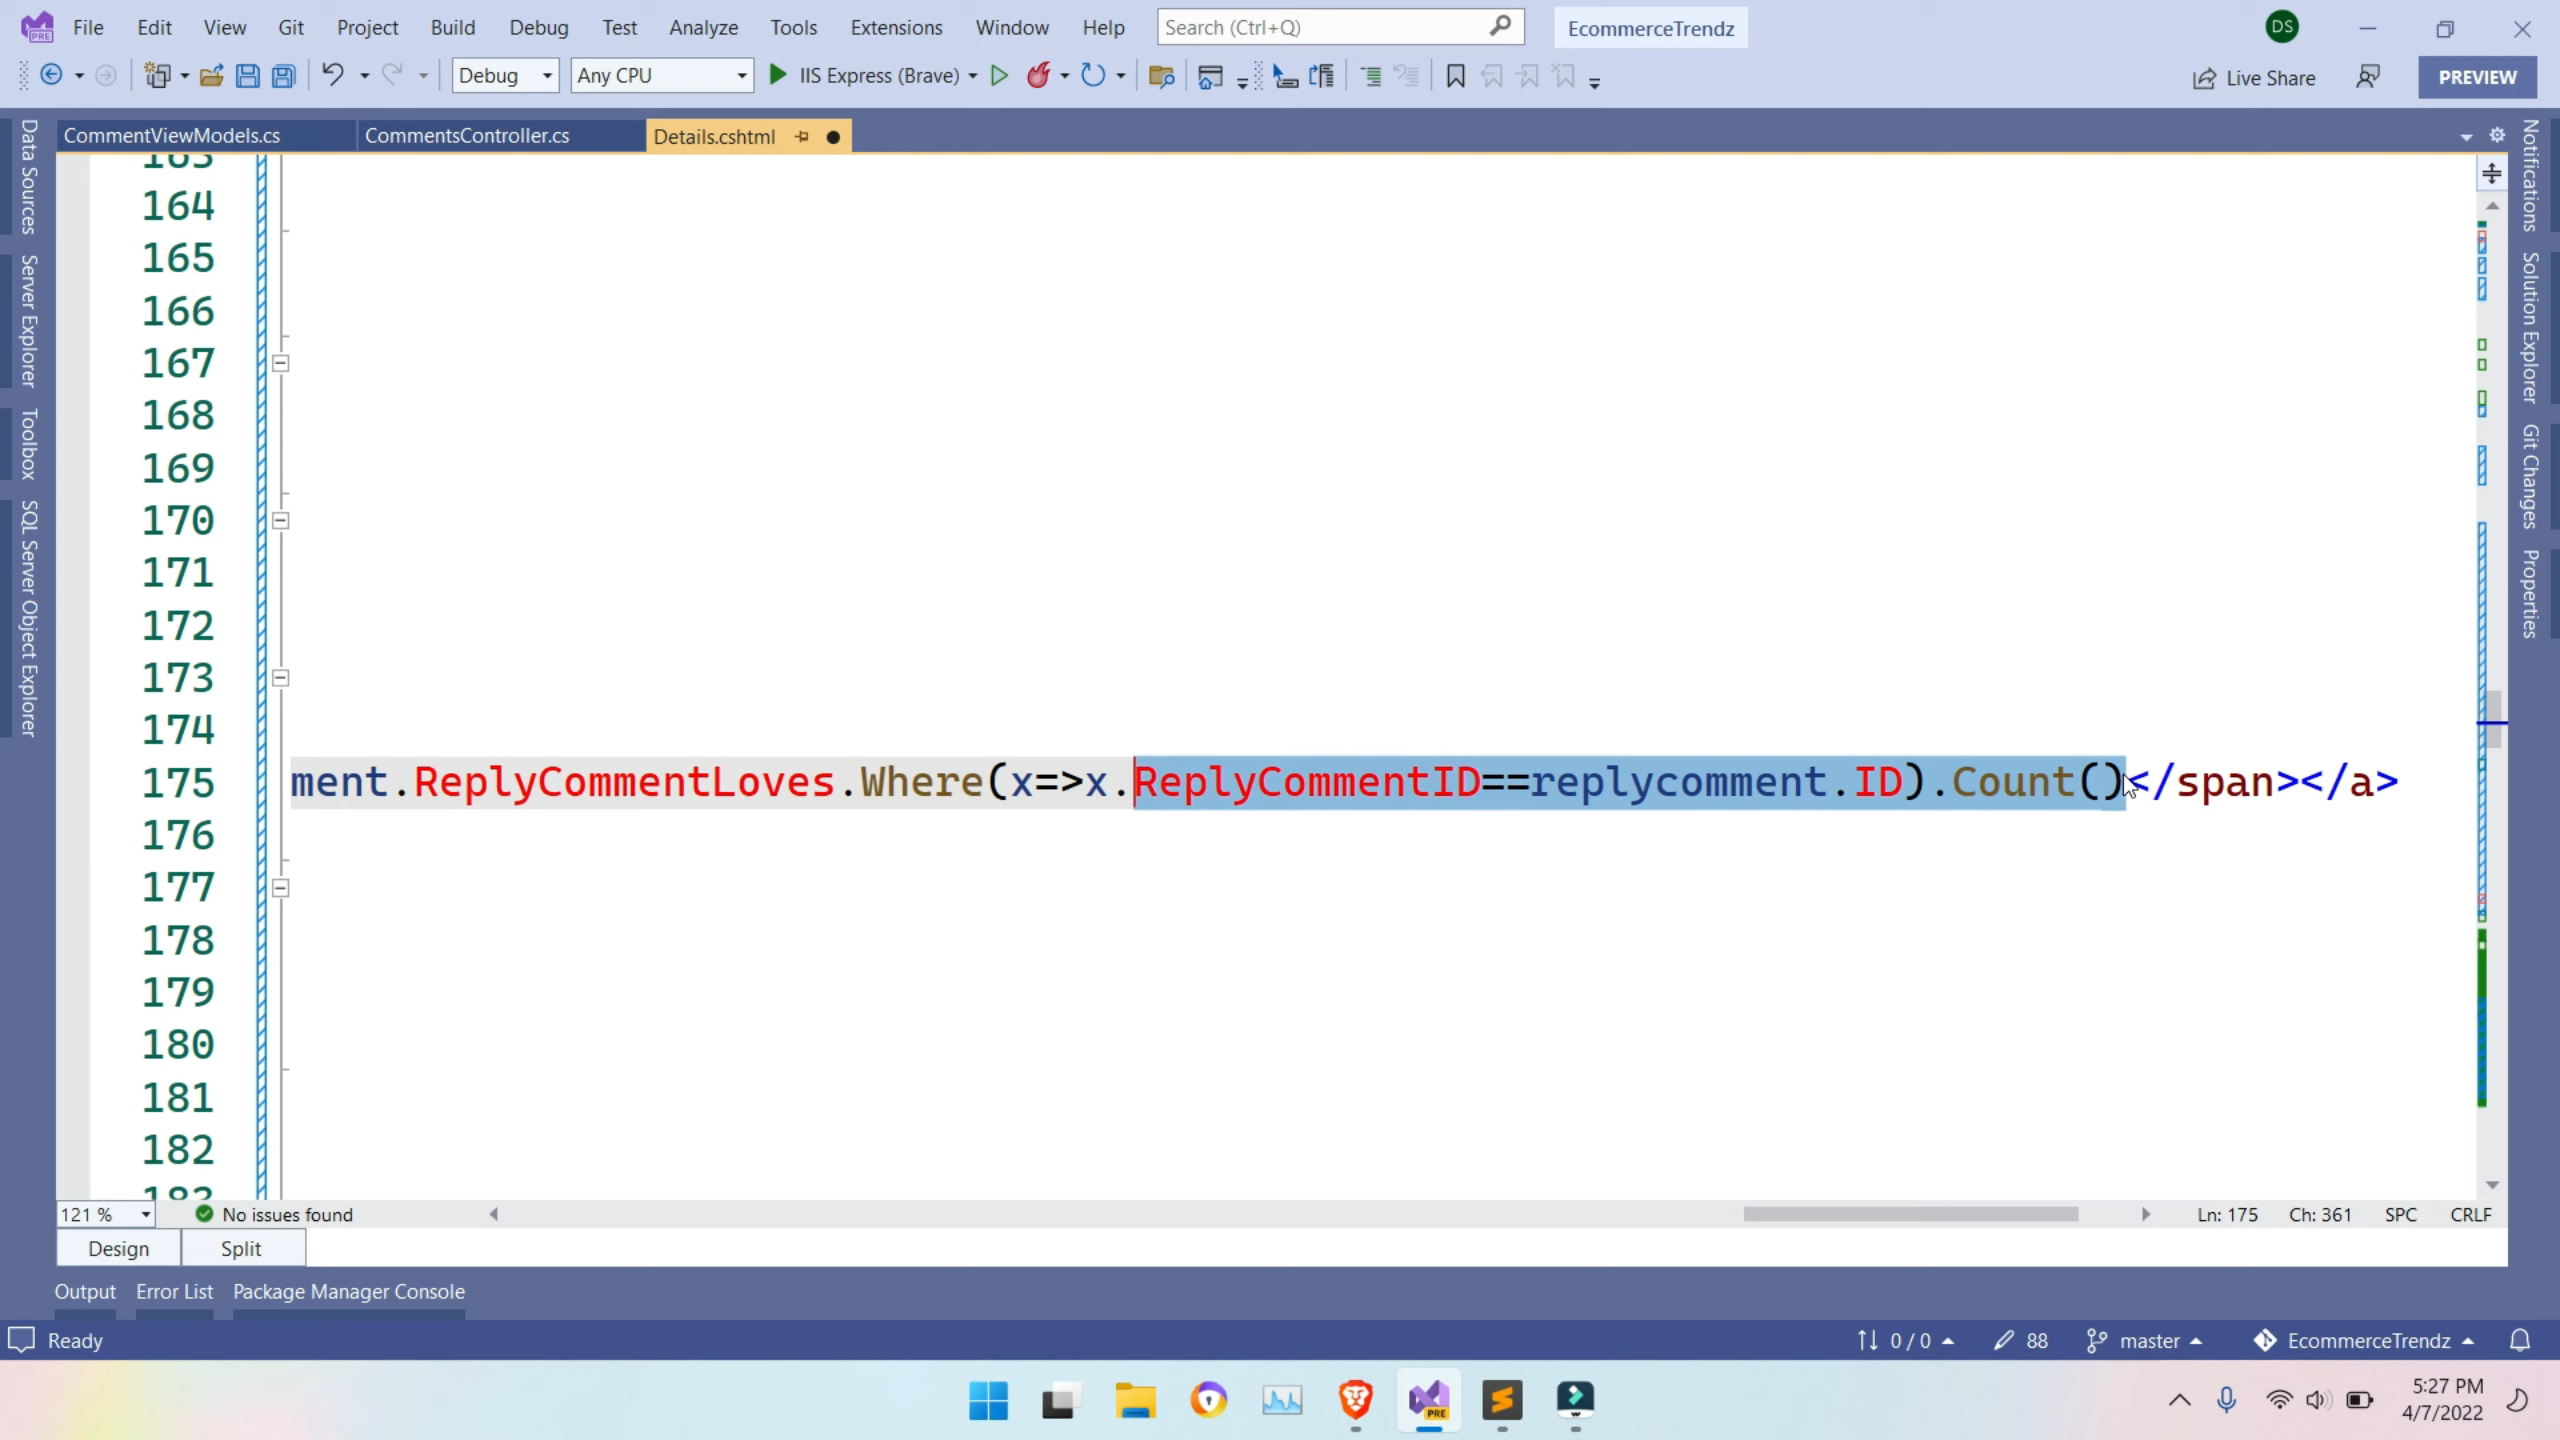 File Edit View Git Project Build Debug Test Analyze Tools Extensions Window Help Search (Ctrl+Q) EcommerceTrendz DS
Debug Any CPU IIS Express (Brave) Live Share PREVIEW
CommentViewModels.cs CommentsController.cs Details.cshtml
Data Sources
Server Explorer
Toolbox
SQL Server Object Explorer
163
164
165
166
167
168
169
170
171
172
173
174
175 ment.ReplyCommentLoves.Where(x=>x.ReplyCommentID==replycomment.ID).Count()</span></a>
176
177
178
179
180
181
182
183
Notifications
Solution Explorer
Git Changes
Properties
121 % No issues found Ln: 175 Ch: 361 SPC CRLF
Design Split
Output Error List Package Manager Console
Ready 0 / 0 88 master EcommerceTrendz
PRE
5:27 PM
4/7/2022